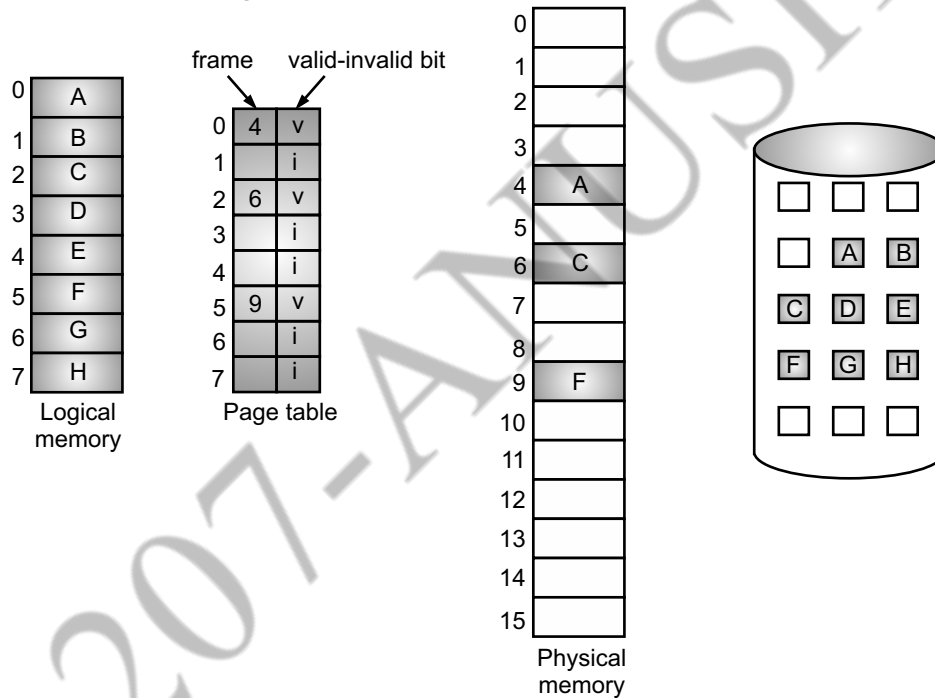 frame valid-invalid bit
0 A
1 B
2 C
3 D
4 E
5 F
6 G
7 H
Logical
memory
0 4 v
1 i
2 6 v
3 i
4 i
5 9 v
6 i
7 i
Page table
0
1
2
3
4 A
5
6 C
7
8
9 F
10
11
12
13
14
15
Physical
memory
A B
C D E
F G H
207-ANUSI